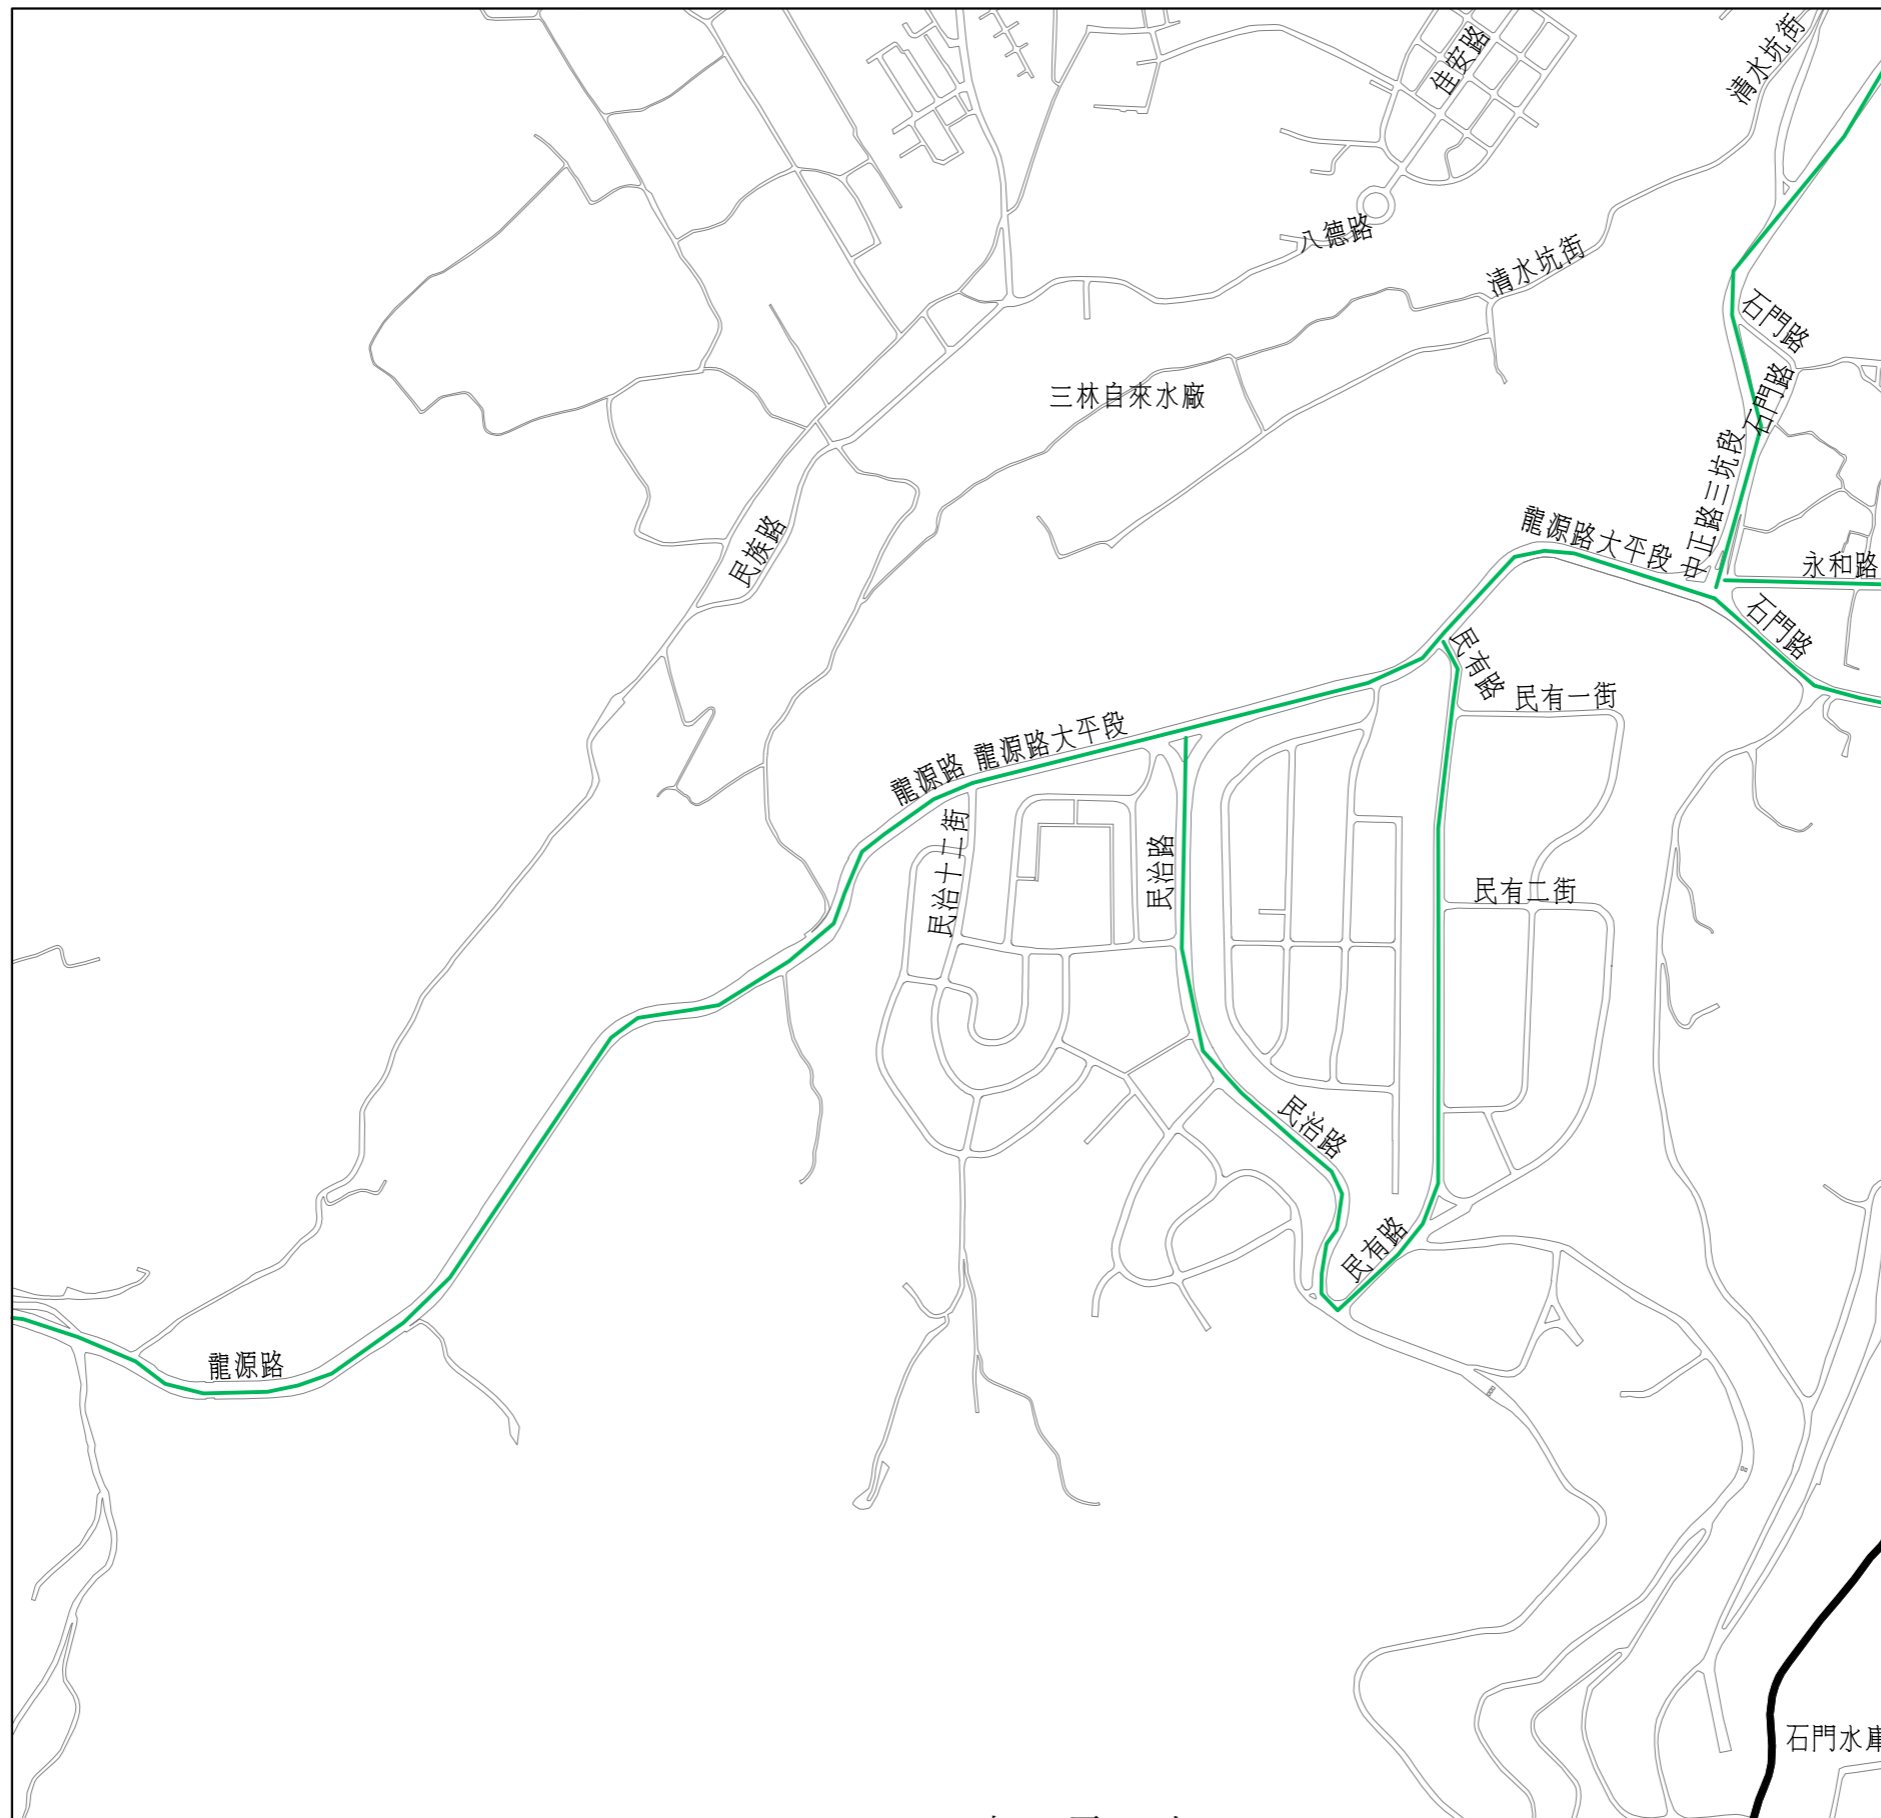 佳安路
清水坑街
八德路
清水坑街
石門路
石門路
三林自來水廠
中正路三坑段
民族路
龍源路大平段
永和路
石門路
民有路
民有一街
龍源路
龍源路大平段
民治十二街
民治路
民有二街
民治路
民有路
龍源路
石門水庫